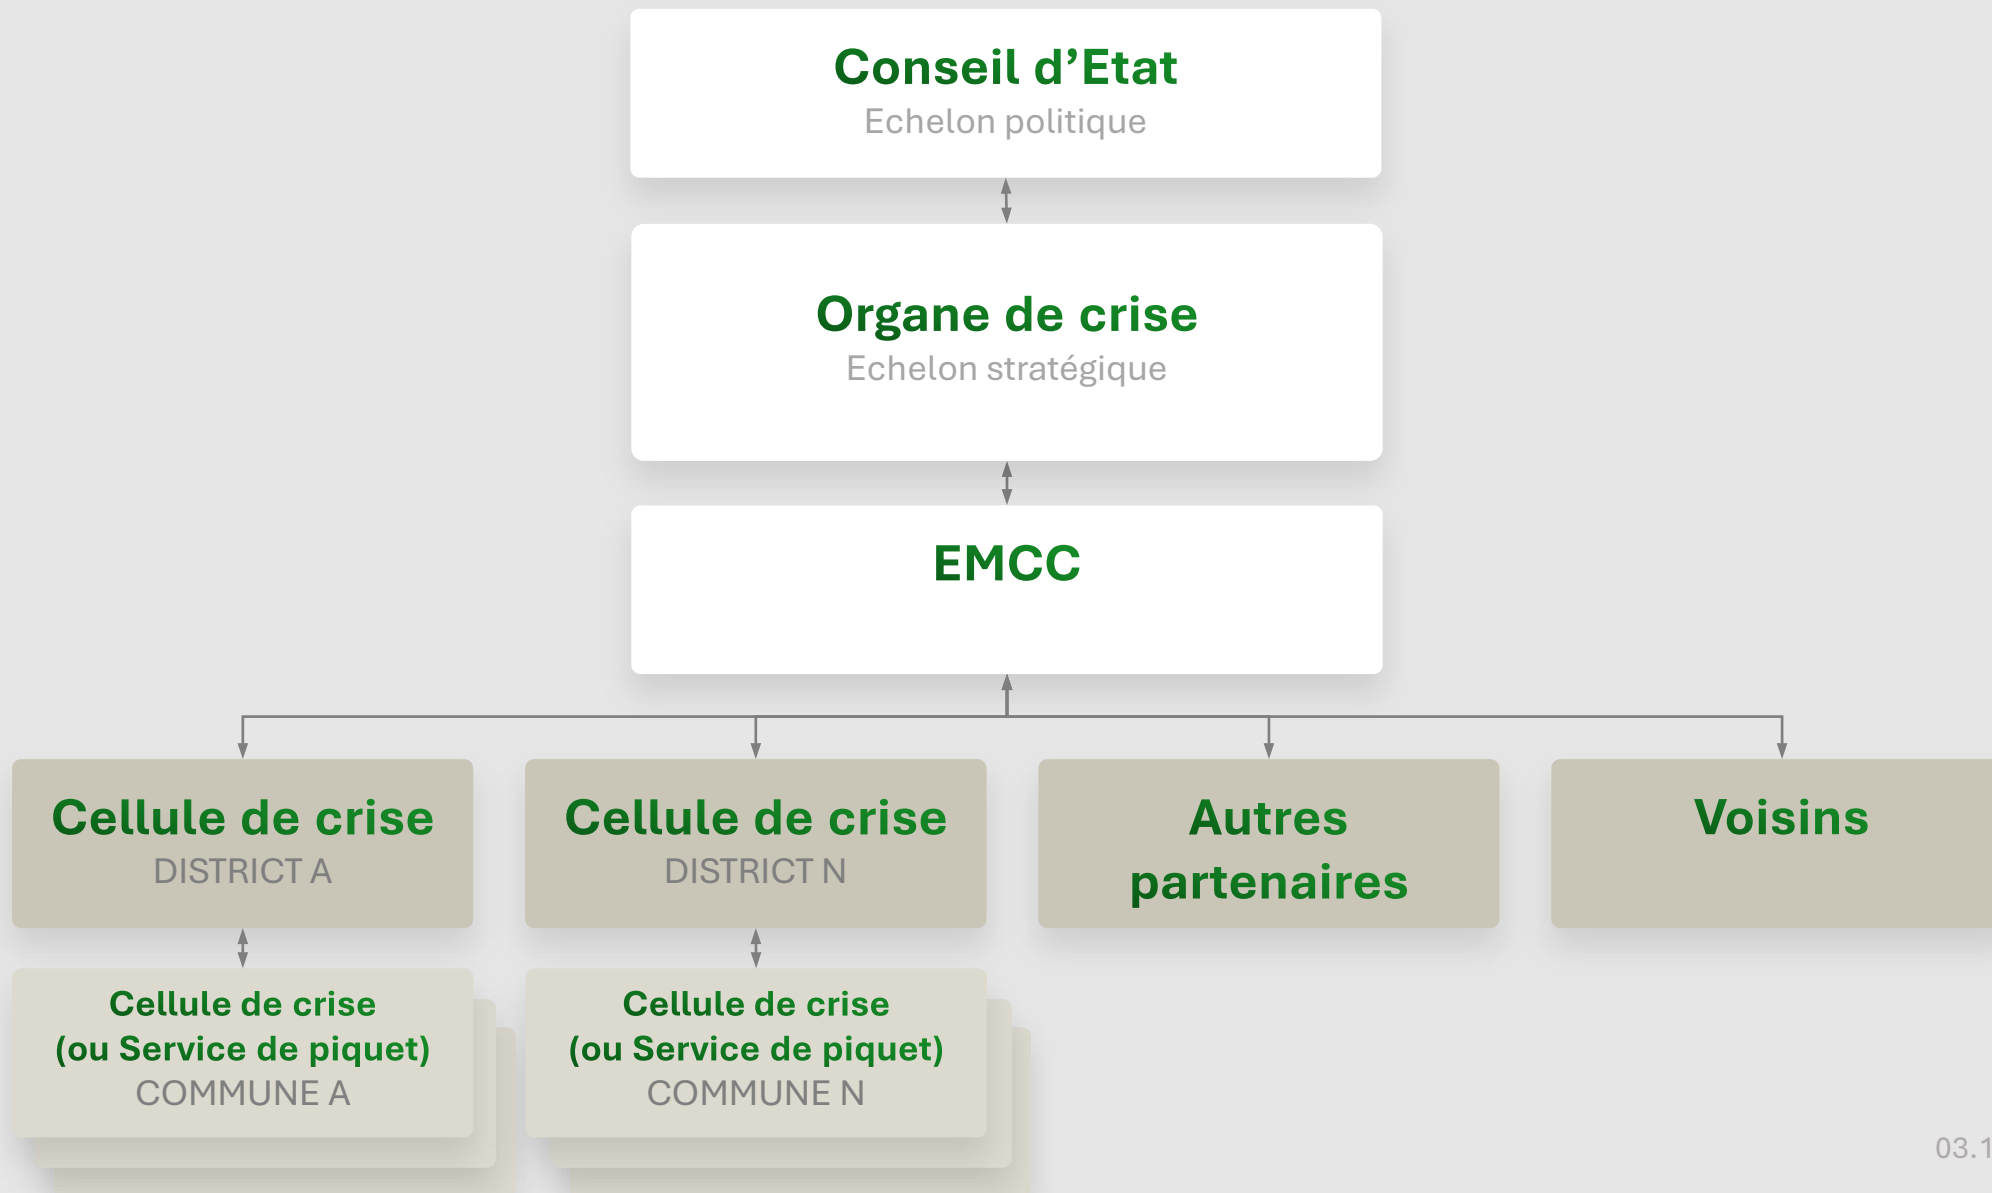 Conseil d’Etat
Echelon politique
Organe de crise
Echelon stratégique
EMCC
Cellule de crise
DISTRICT A
Cellule de crise
DISTRICT N
Autres
partenaires
Voisins
Cellule de crise
(ou Service de piquet)
COMMUNE A
Cellule de crise
(ou Service de piquet)
COMMUNE N
03.1